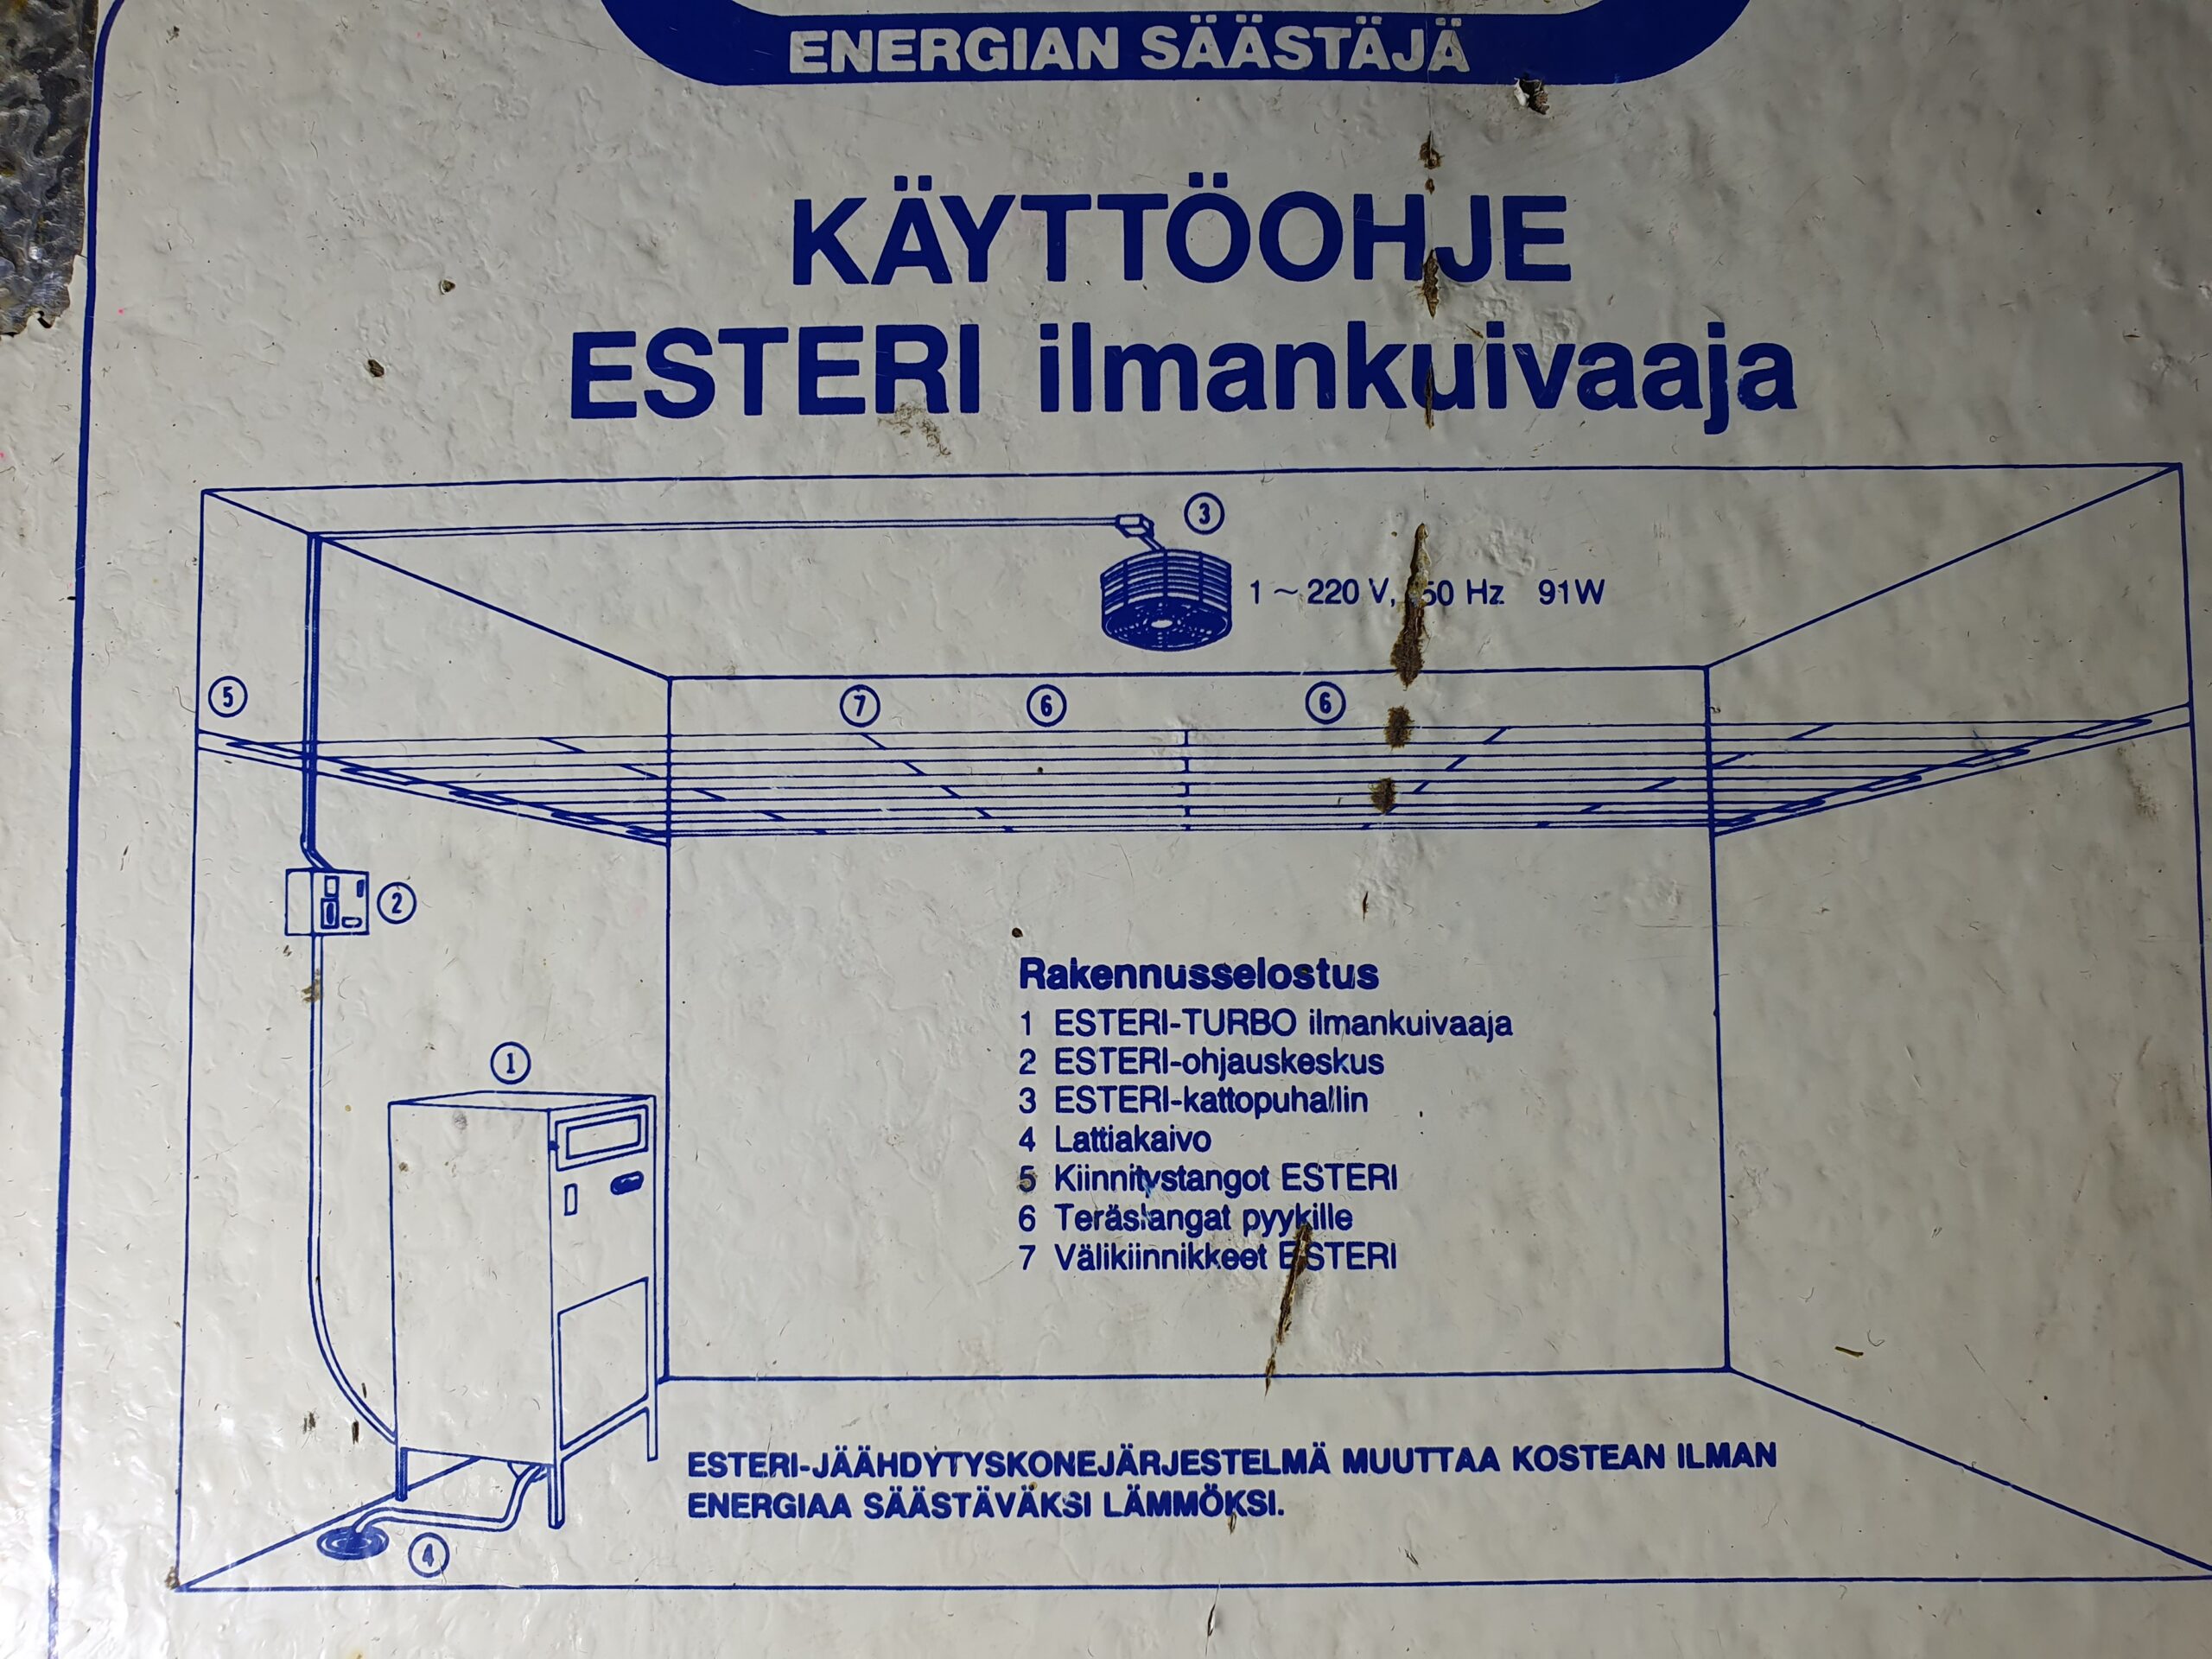 ENERGIAN SÄÄSTÄJÄ
KÄYTTÖOHJE
ESTERI ilmankuivaaja
3
1 ~ 220 V, 50 Hz 91W
5
7
6
6
2
1
Rakennusselostus
1 ESTERI-TURBO ilmankuivaaja
2 ESTERI-ohjauskeskus
3 ESTERI-kattopuhallin
4 Lattiakaivo
5 Kiinnitystangot ESTERI
6 Teräslangat pyykille
7 Välikiinnikkeet ESTERI
ESTERI-JÄÄHDYTYSKONEJÄRJESTELMÄ MUUTTAA KOSTEAN ILMAN
ENERGIAA SÄÄSTÄVÄKSI LÄMMÖKSI.
4